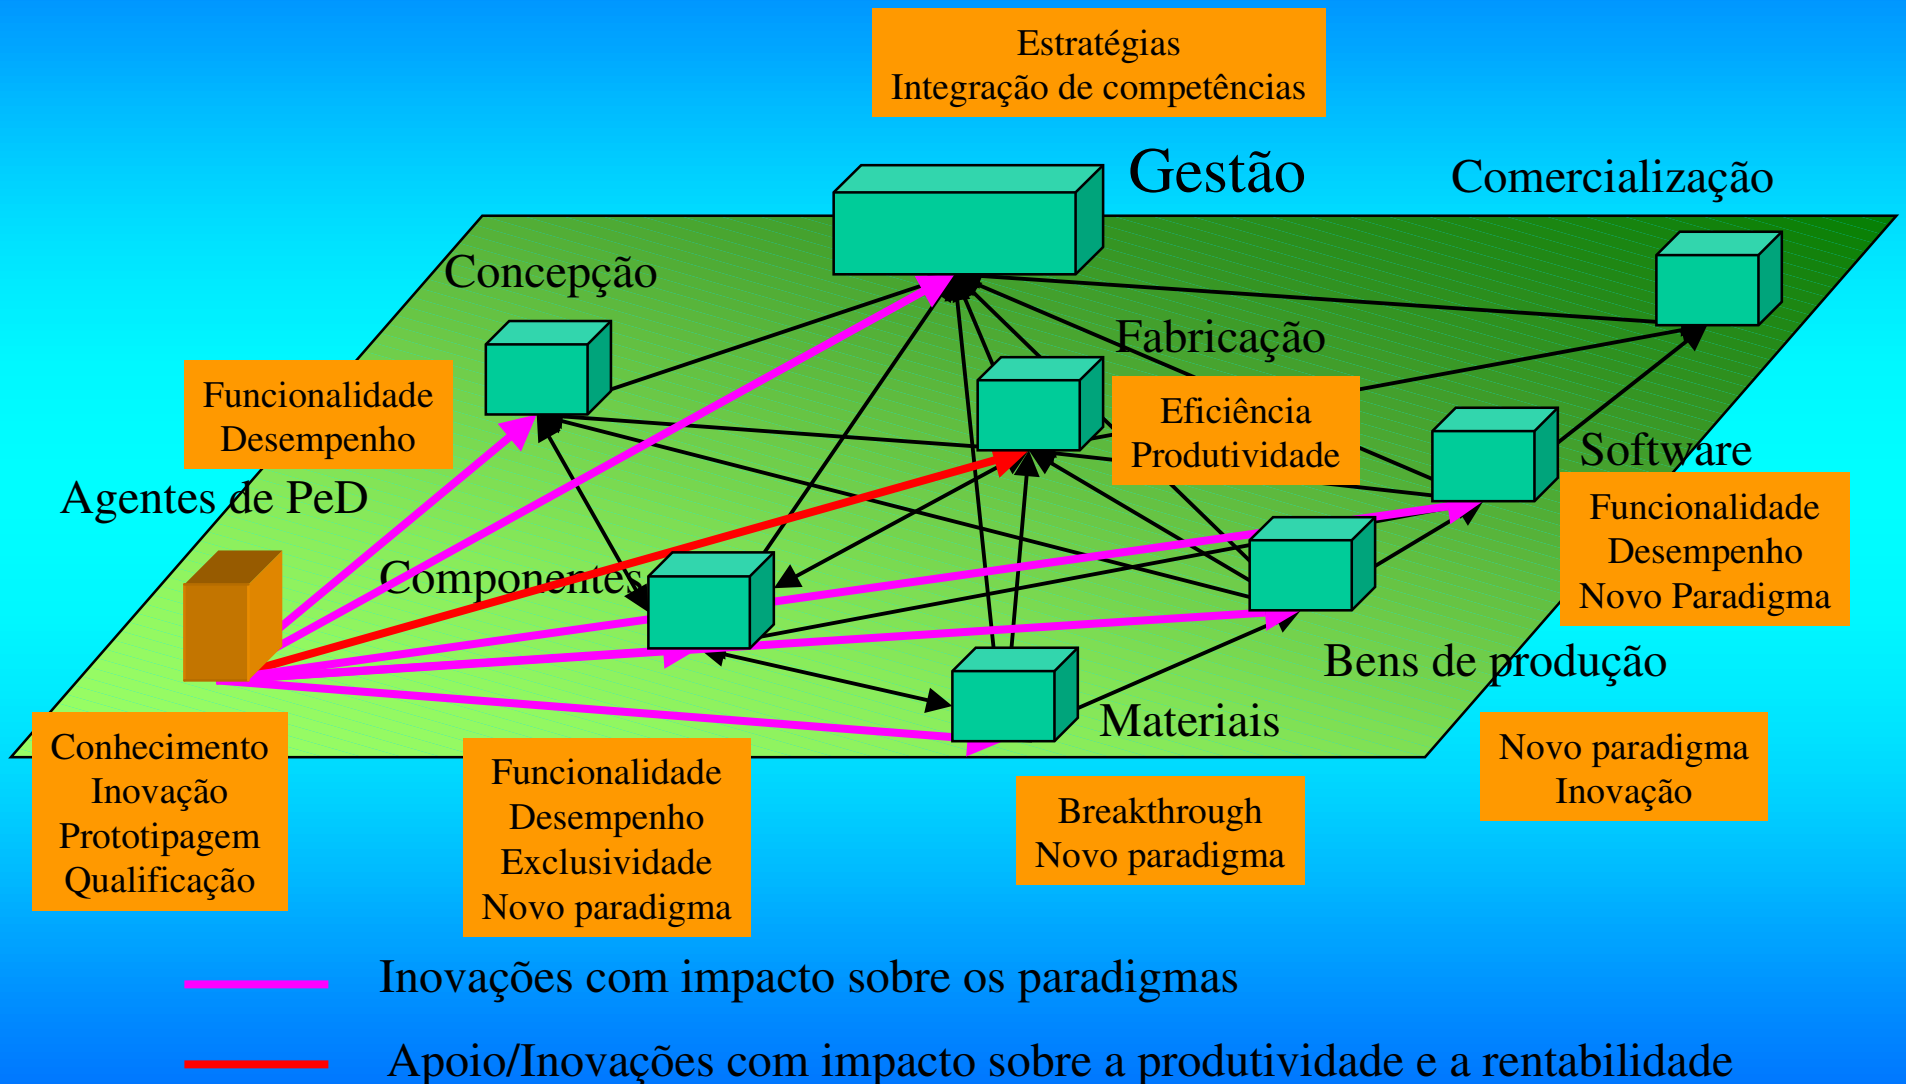 Estratégias
Integração de competências
Gestão
Comercialização
Concepção
Fabricação
Funcionalidade
Desempenho
Eficiência
Produtividade
Software
Agentes de PeD
Funcionalidade
Desempenho
Novo Paradigma
Componentes
Bens de produção
Materiais
Conhecimento
Inovação
Prototipagem
Qualificação
Funcionalidade
Desempenho
Exclusividade
Novo paradigma
Breakthrough
Novo paradigma
Novo paradigma
Inovação
Inovações com impacto sobre os paradigmas
Apoio/Inovações com impacto sobre a produtividade e a rentabilidade